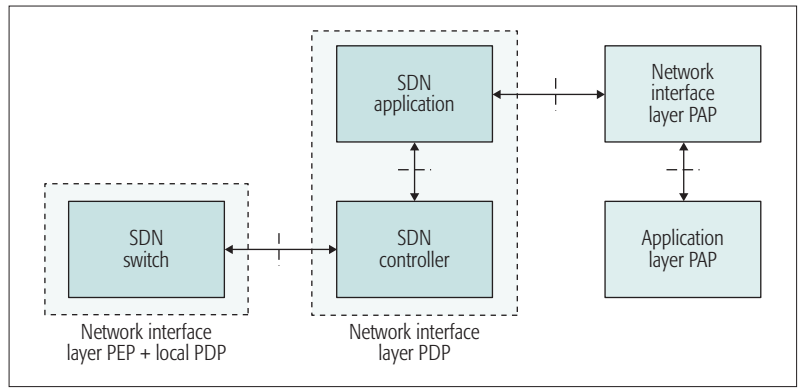 SDN
application
Network
interface
layer PAP
SDN
switch
SDN
controller
Application
layer PAP
Network interface
layer PEP + local PDP
Network interface
layer PDP